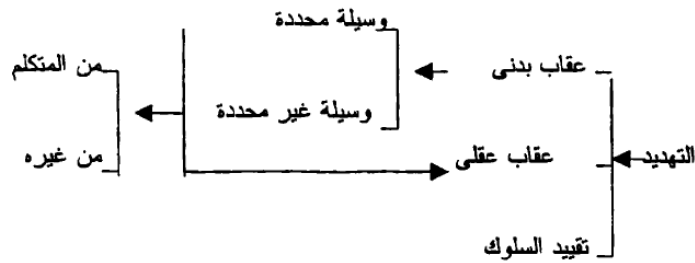 التهديد
عقاب بدنى
عقاب عقلى
تقييد السلوك
وسيلة محددة
وسيلة غير محددة
من المتكلم
من غيره